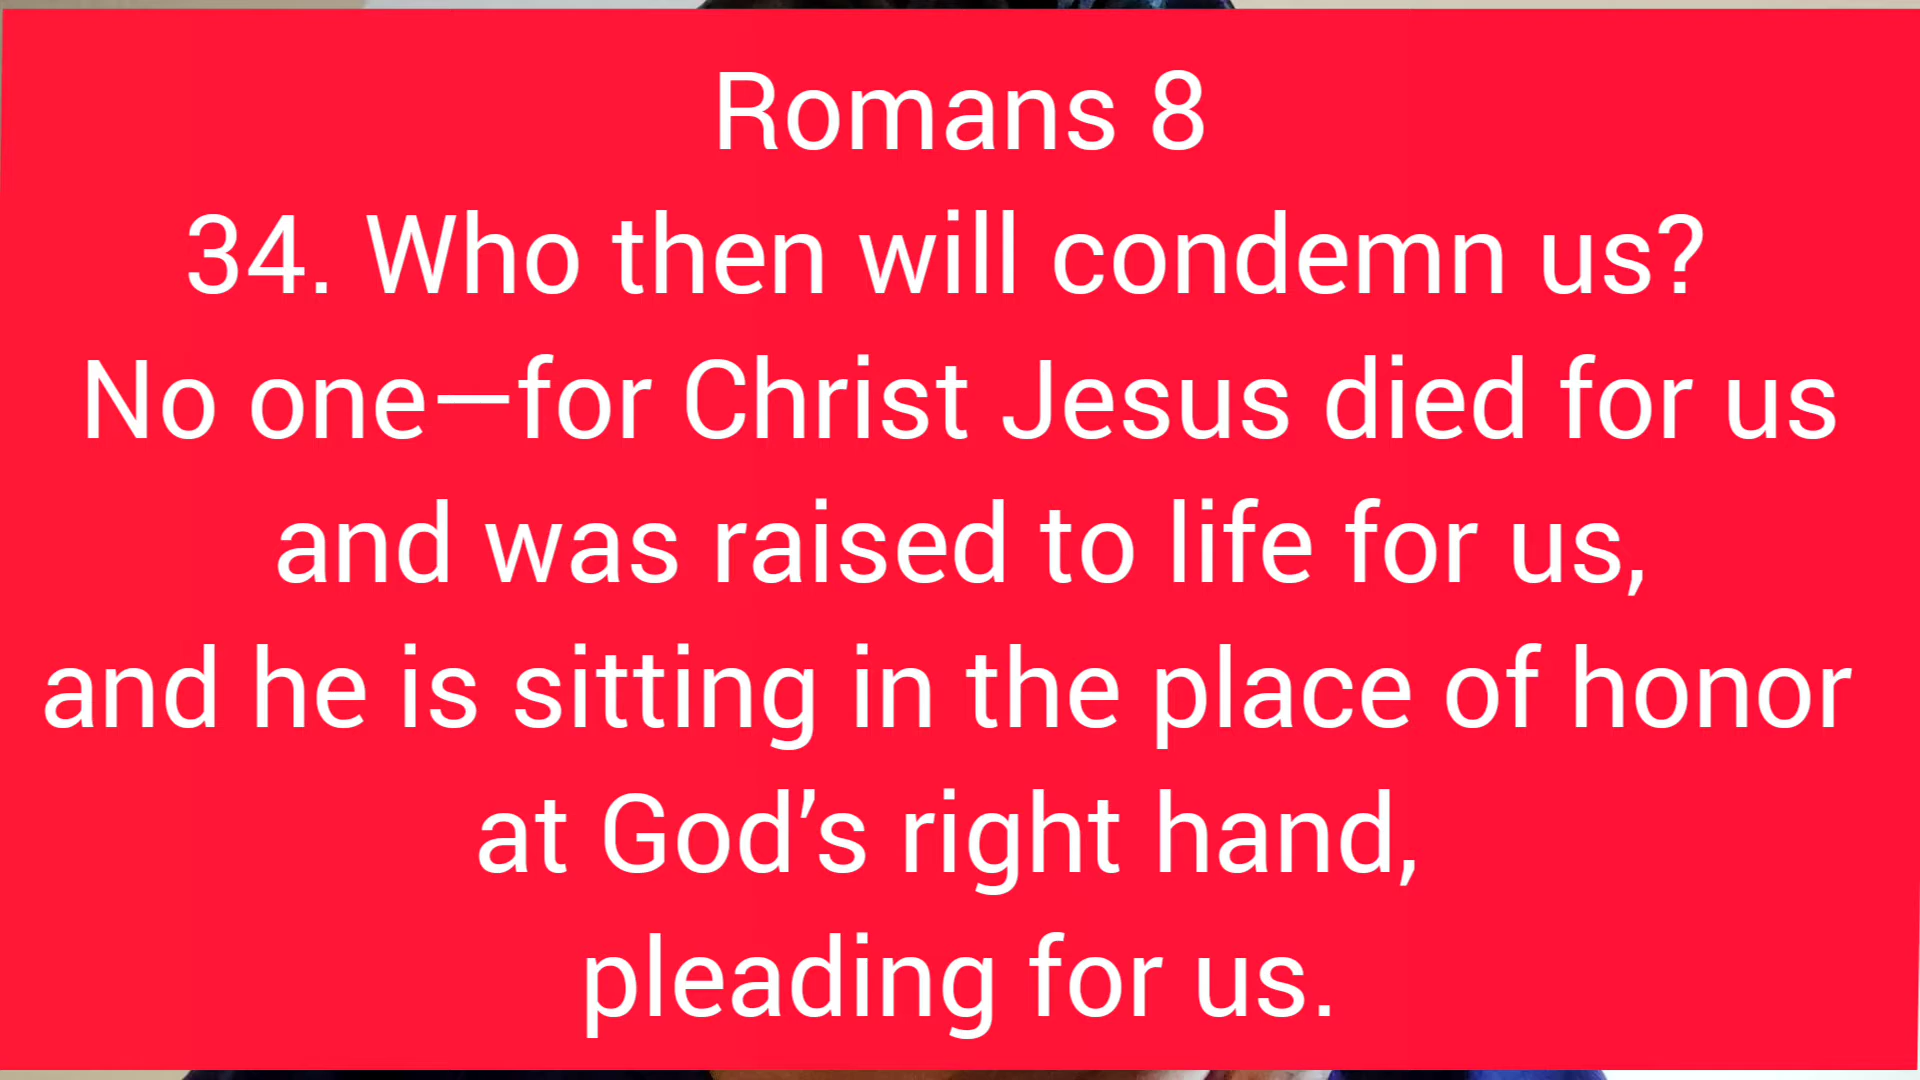 Romans 8
34. Who then will condemn us?
No one—for Christ Jesus died for us
and was raised to life for us,
and he is sitting in the place of honor
at God’s right hand,
pleading for us.